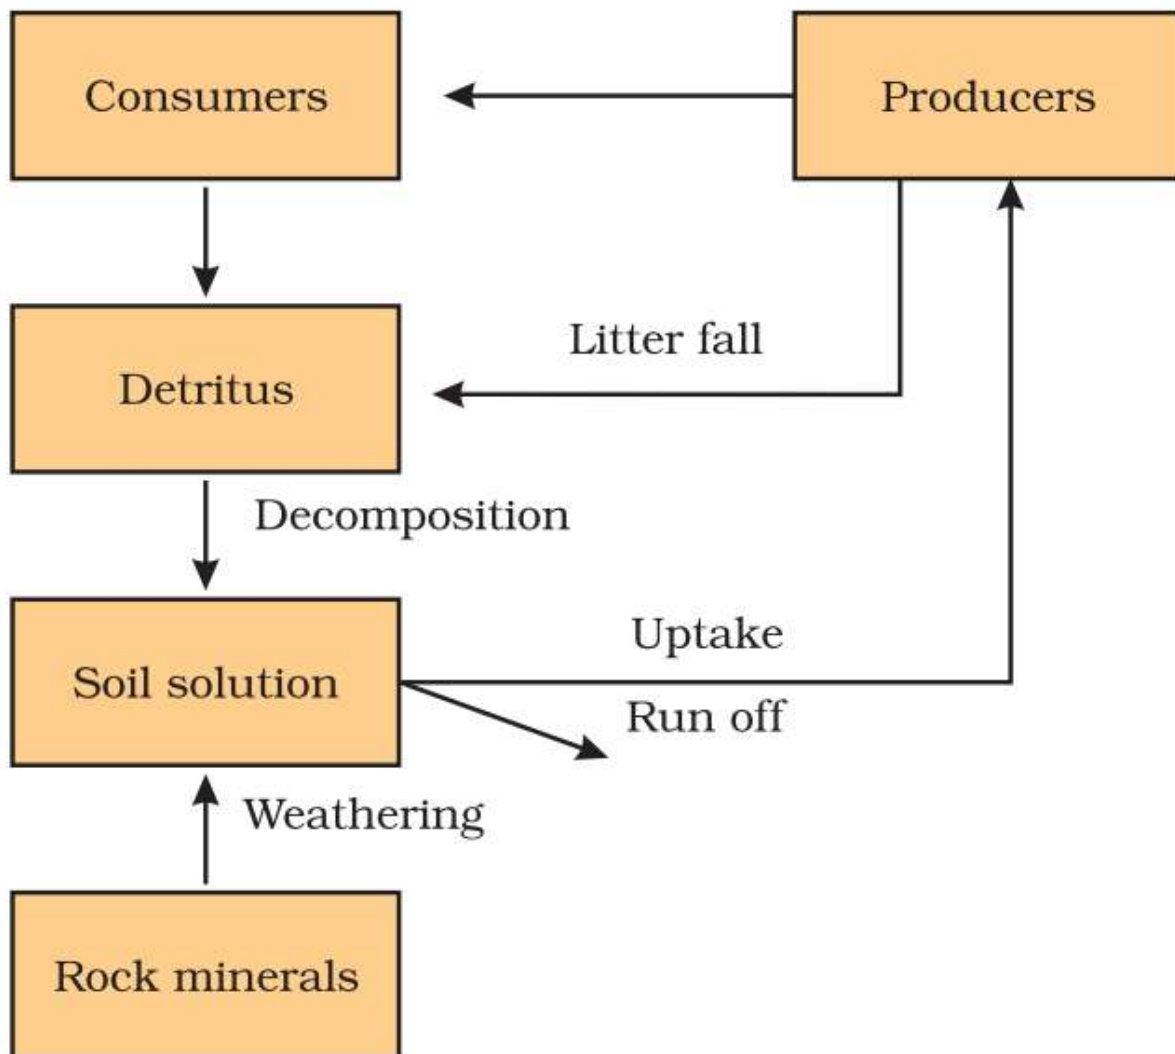 Consumers
Producers
Litter fall
Detritus
Decomposition
Uptake
Soil solution
Run off
Weathering
Rock minerals